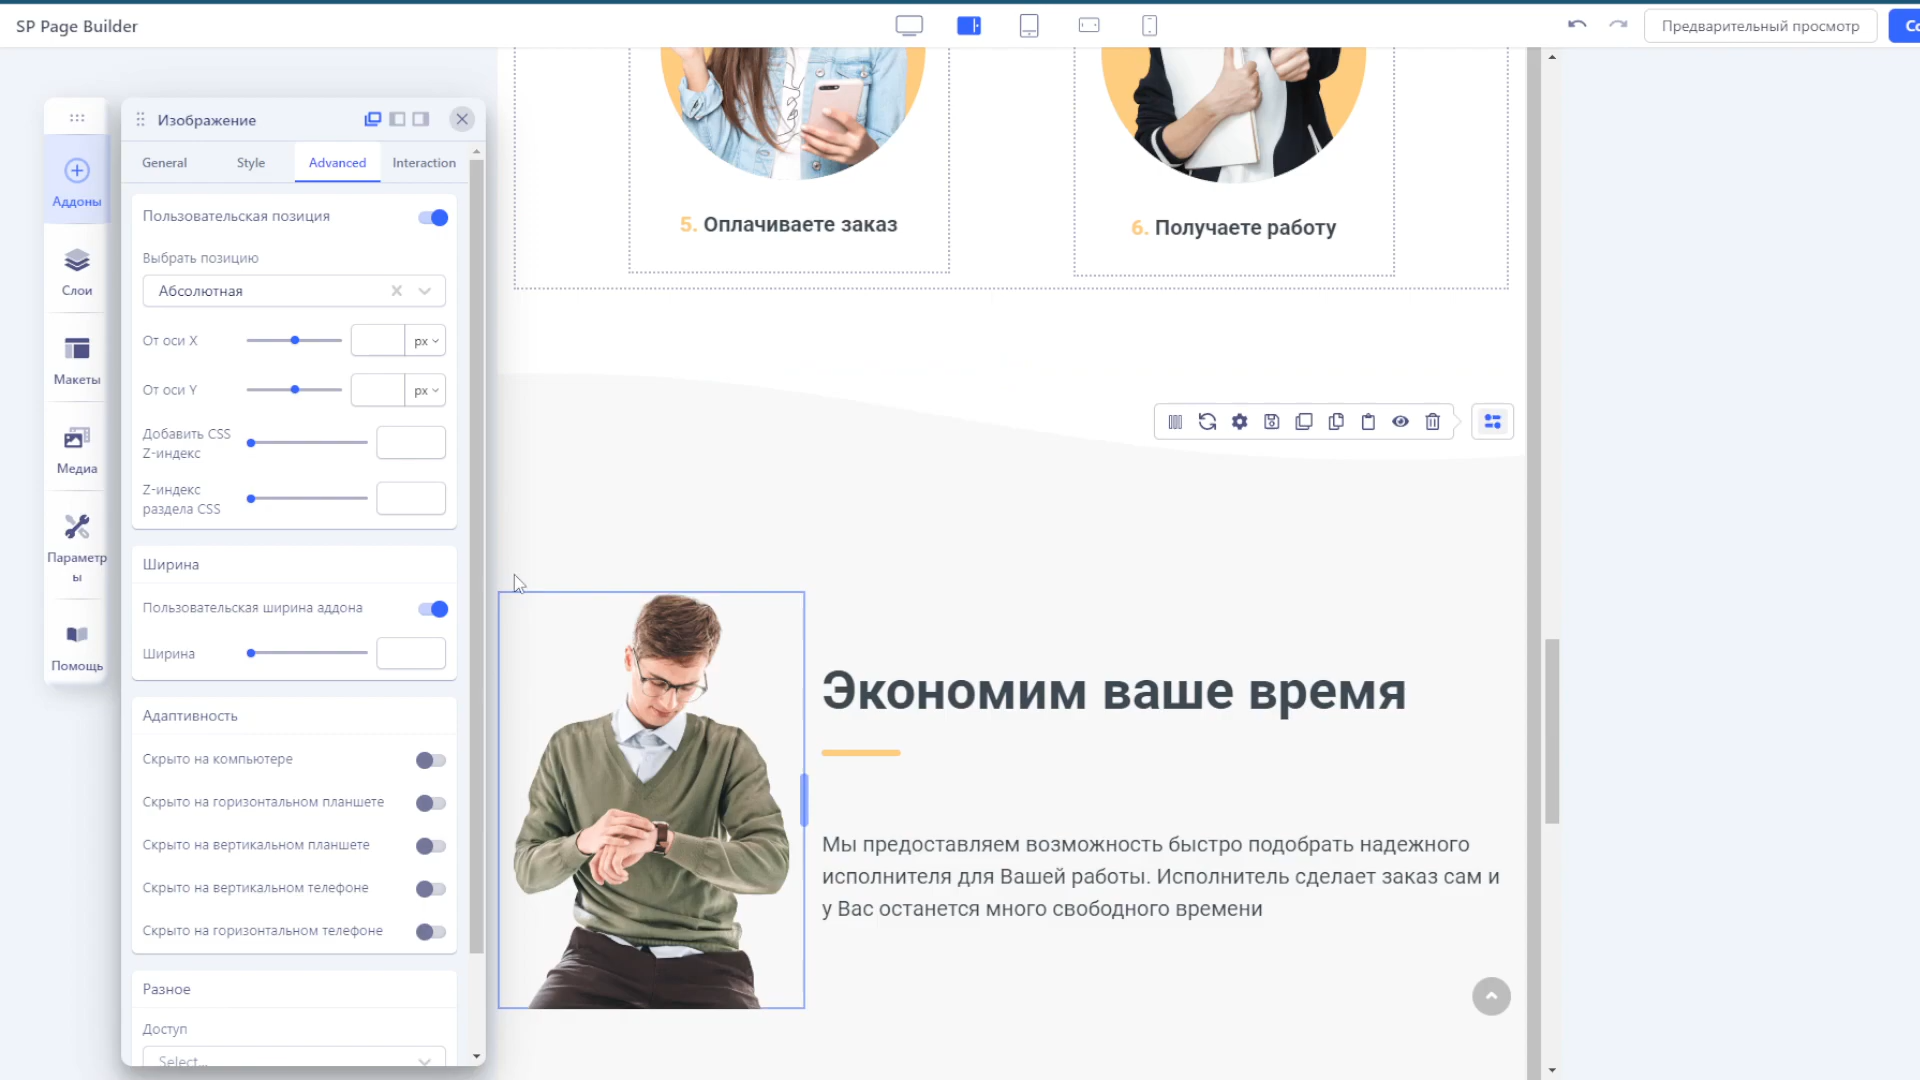 SP Page Builder
Предварительный просмотр
Изображение
General
Style
Advanced
Interaction
Аддоны
Слои
Макеты
Медиа
Параметр
ы
Помощь
Пользовательская позиция
Выбрать позицию
Абсолютная
От оси X
px
От оси Y
px
Добавить CSS
Z-индекс
Z-индекс
раздела CSS
Ширина
Пользовательская ширина аддона
Ширина
Адаптивность
Скрыто на компьютере
Скрыто на горизонтальном планшете
Скрыто на вертикальном планшете
Скрыто на вертикальном телефоне
Скрыто на горизонтальном телефоне
Разное
Доступ
Select...
5. Оплачиваете заказ
6. Получаете работу
Экономим ваше время
Мы предоставляем возможность быстро подобрать надежного
исполнителя для Вашей работы. Исполнитель сделает заказ сам и
у Вас останется много свободного времени